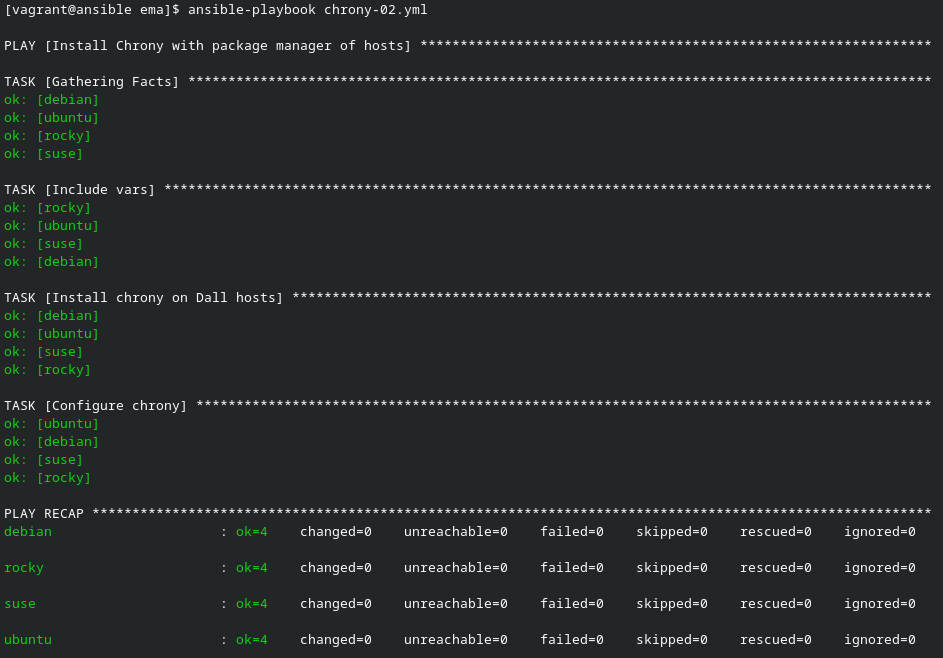 [vagrant@ansible ema]$ ansible-playbook chrony-02.yml
PLAY [Install Chrony with package manager of hosts] ****************************************************************
TASK [Gathering Facts] *********************************************************************************************
ok: [debian]
ok: [ubuntu]
ok: [rocky]
ok: [suse]
TASK [Include vars] ************************************************************************************************
ok: [rocky]
ok: [ubuntu]
ok: [suse]
ok: [debian]
TASK [Install chrony on Dall hosts] ********************************************************************************
ok: [debian]
ok: [ubuntu]
ok: [suse]
ok: [rocky]
TASK [Configure chrony] ********************************************************************************************
ok: [ubuntu]
ok: [debian]
ok: [suse]
ok: [rocky]
PLAY RECAP *********************************************************************************************************
debian                     : ok=4    changed=0    unreachable=0    failed=0    skipped=0    rescued=0    ignored=0
rocky                      : ok=4    changed=0    unreachable=0    failed=0    skipped=0    rescued=0    ignored=0
suse                       : ok=4    changed=0    unreachable=0    failed=0    skipped=0    rescued=0    ignored=0
ubuntu                     : ok=4    changed=0    unreachable=0    failed=0    skipped=0    rescued=0    ignored=0